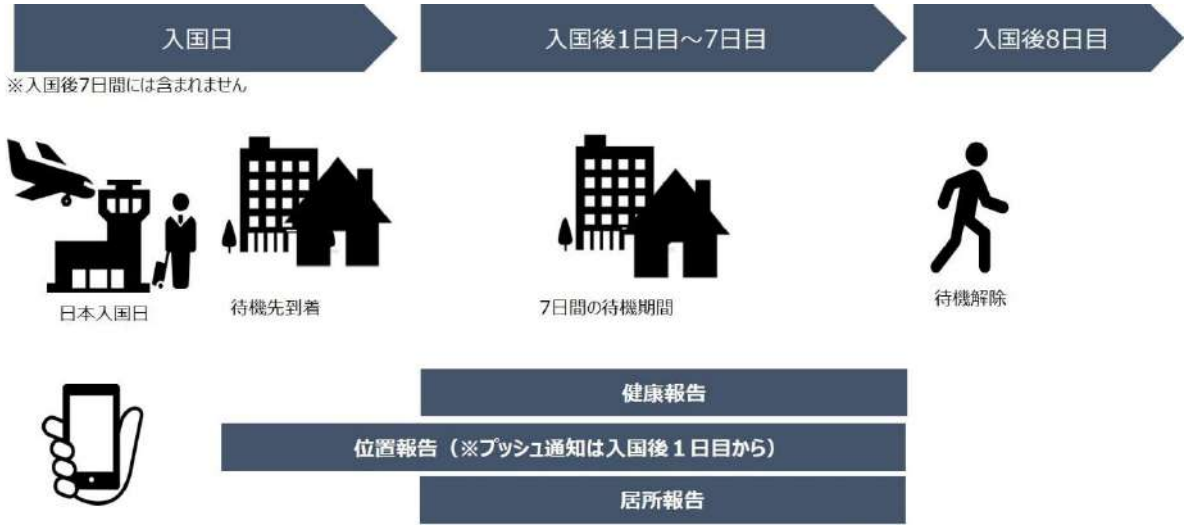 入国日
入国後1日目～7日目
入国後8日目
※入国後7日間には含まれません
日本入国日
待機先到着
7日間の待機期間
待機解除
健康報告
位置報告（※プッシュ通知は入国後１日目から）
居所報告